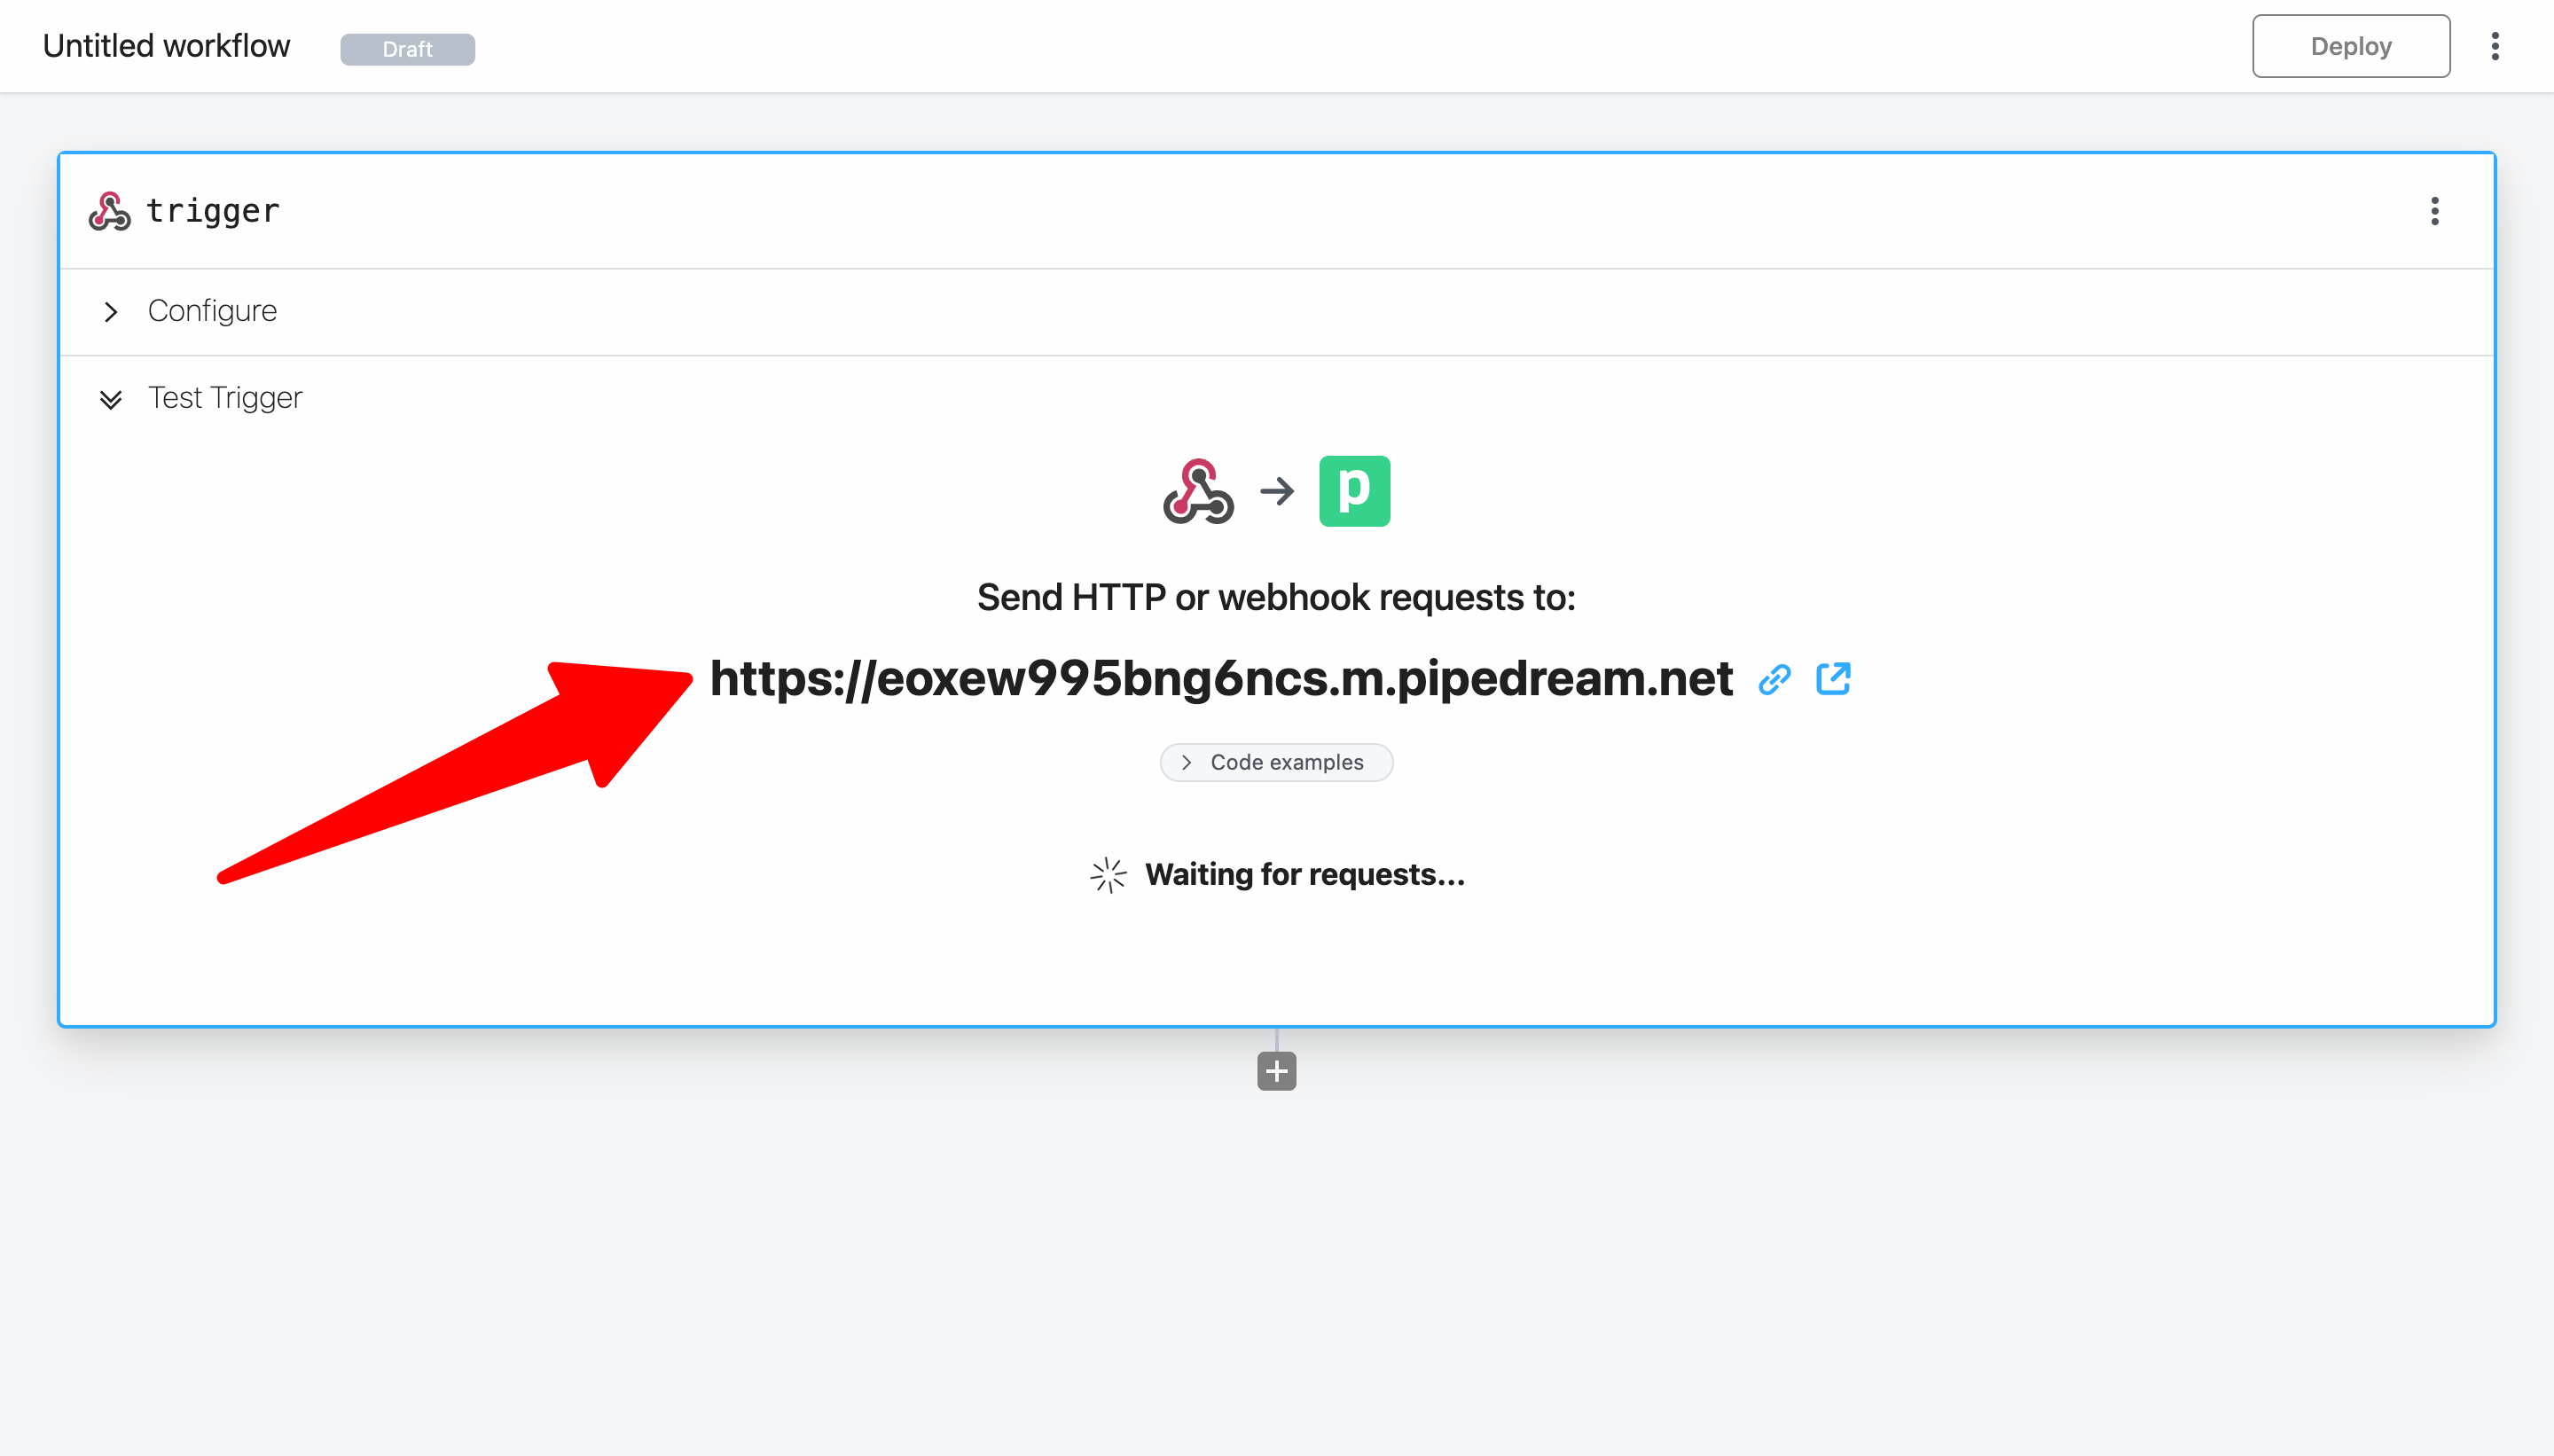 Untitled workflow
Draft
Deploy
trigger
Configure
Test Trigger
p
Send HTTP or webhook requests to:
https://eoxew995bng6ncs.m.pipedream.net
Code examples
Waiting for requests...